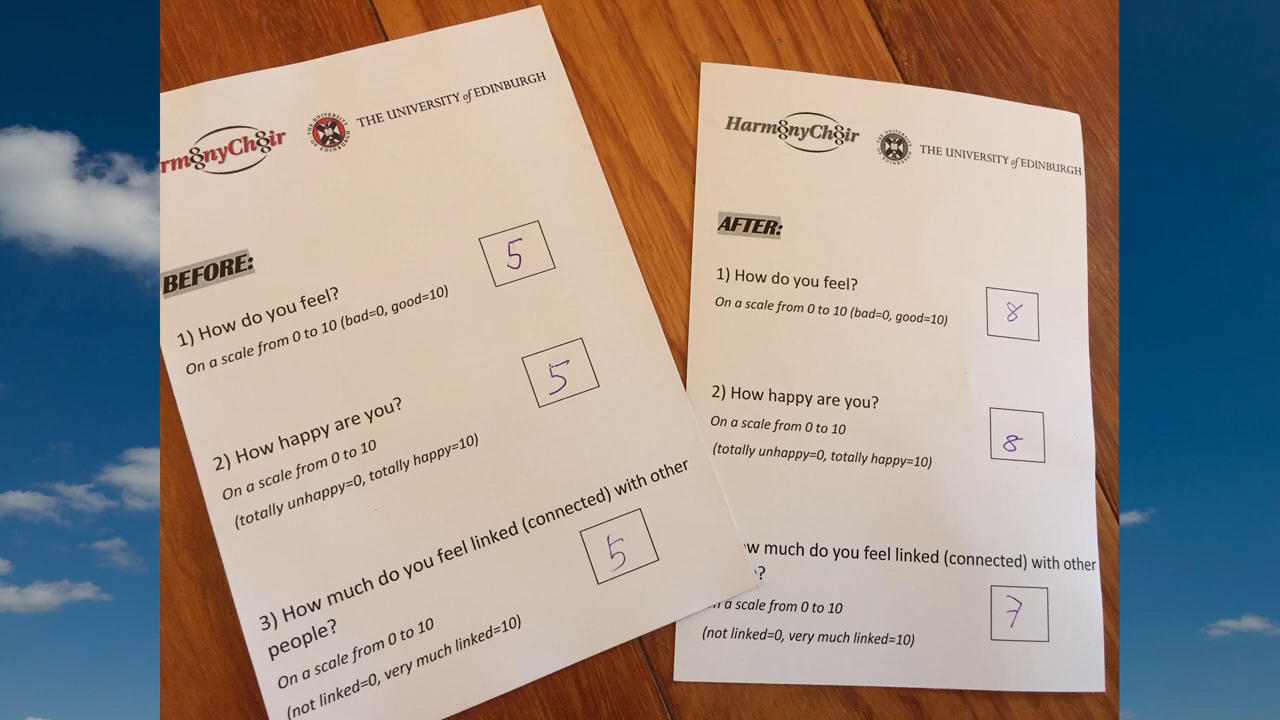 rm8nyCh8ir
THE UNIVERSITY
OF EDINBURGH
THE UNIVERSITY of EDINBURGH
BEFORE:
1) How do you feel?
5
On a scale from 0 to 10 (bad=0, good=10)
2) How happy are you?
5
On a scale from 0 to 10
(totally unhappy=0, totally happy=10)
3) How much do you feel linked (connected) with other
people?
5
On a scale from 0 to 10
(not linked=0, very much linked=10)
Harm8nyCh8ir
THE UNIVERSITY of EDINBURGH
AFTER:
1) How do you feel?
8
On a scale from 0 to 10 (bad=0, good=10)
2) How happy are you?
8
On a scale from 0 to 10
(totally unhappy=0, totally happy=10)
w much do you feel linked (connected) with other
?
7
a scale from 0 to 10
(not linked=0, very much linked=10)